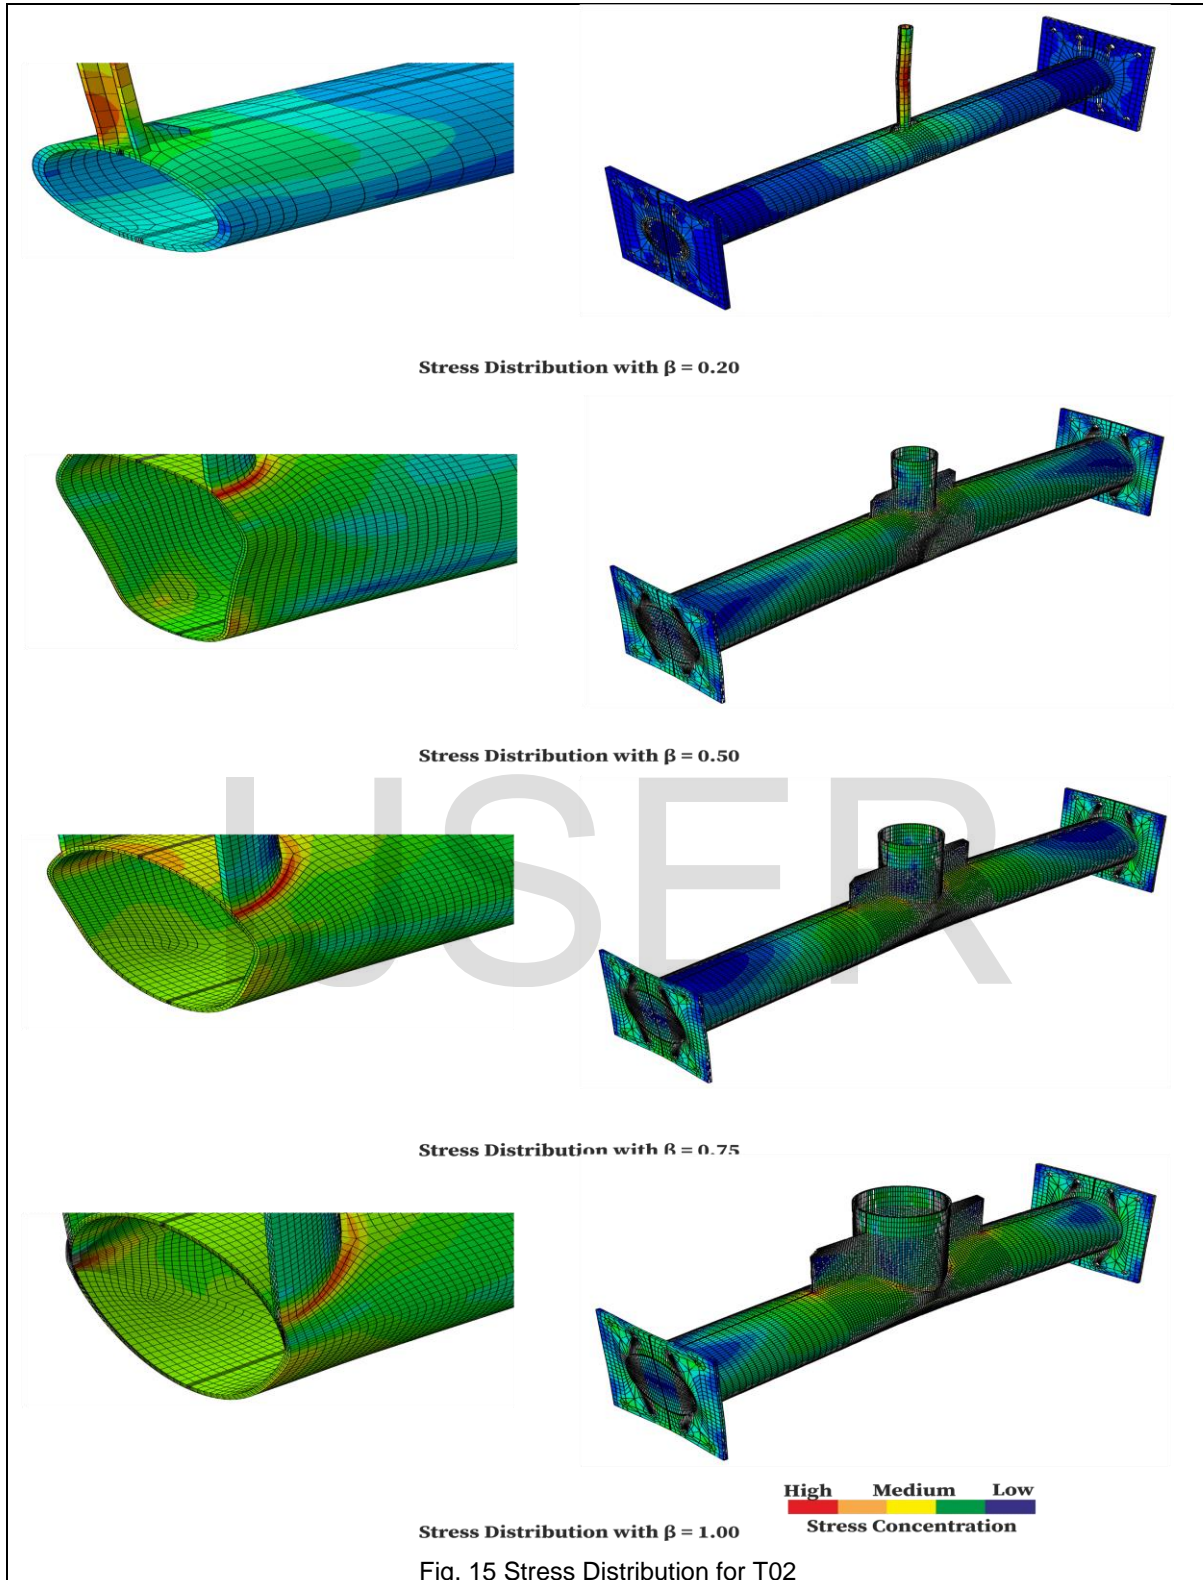 Stress Distribution with β = 0.20
Stress Distribution with β = 0.50
USER
Stress Distribution with β = 0.75
High Medium Low
Stress Concentration
Stress Distribution with β = 1.00
Fig. 15 Stress Distribution for T02